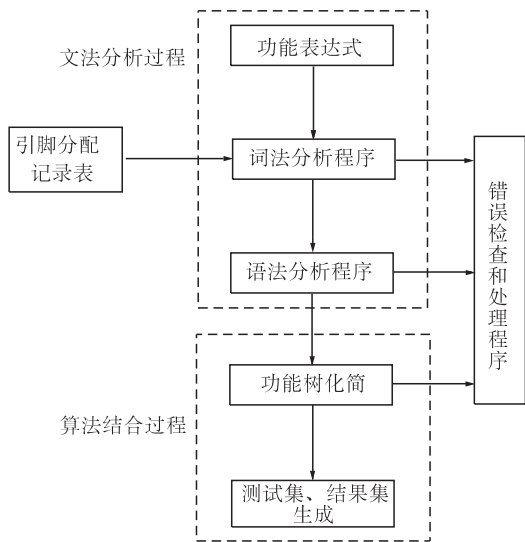 文法分析过程
功能表达式
引脚分配
记录表
词法分析程序
语法分析程序
错误检查和处理程序
算法结合过程
功能树化简
测试集、结果集
生成